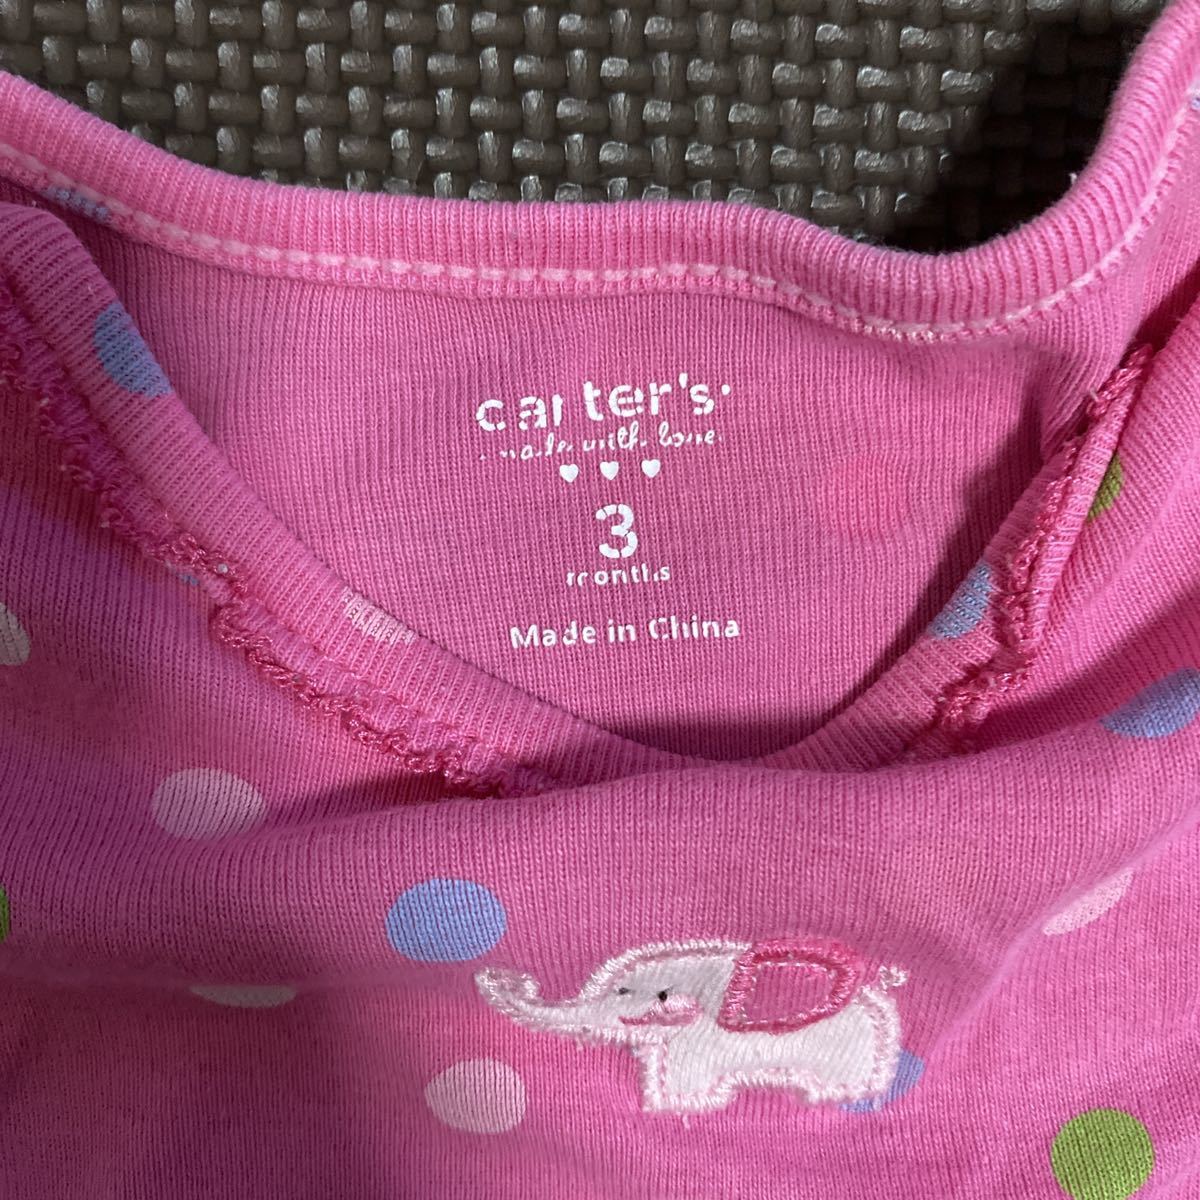 carter's
made with love
3
months
Made in China